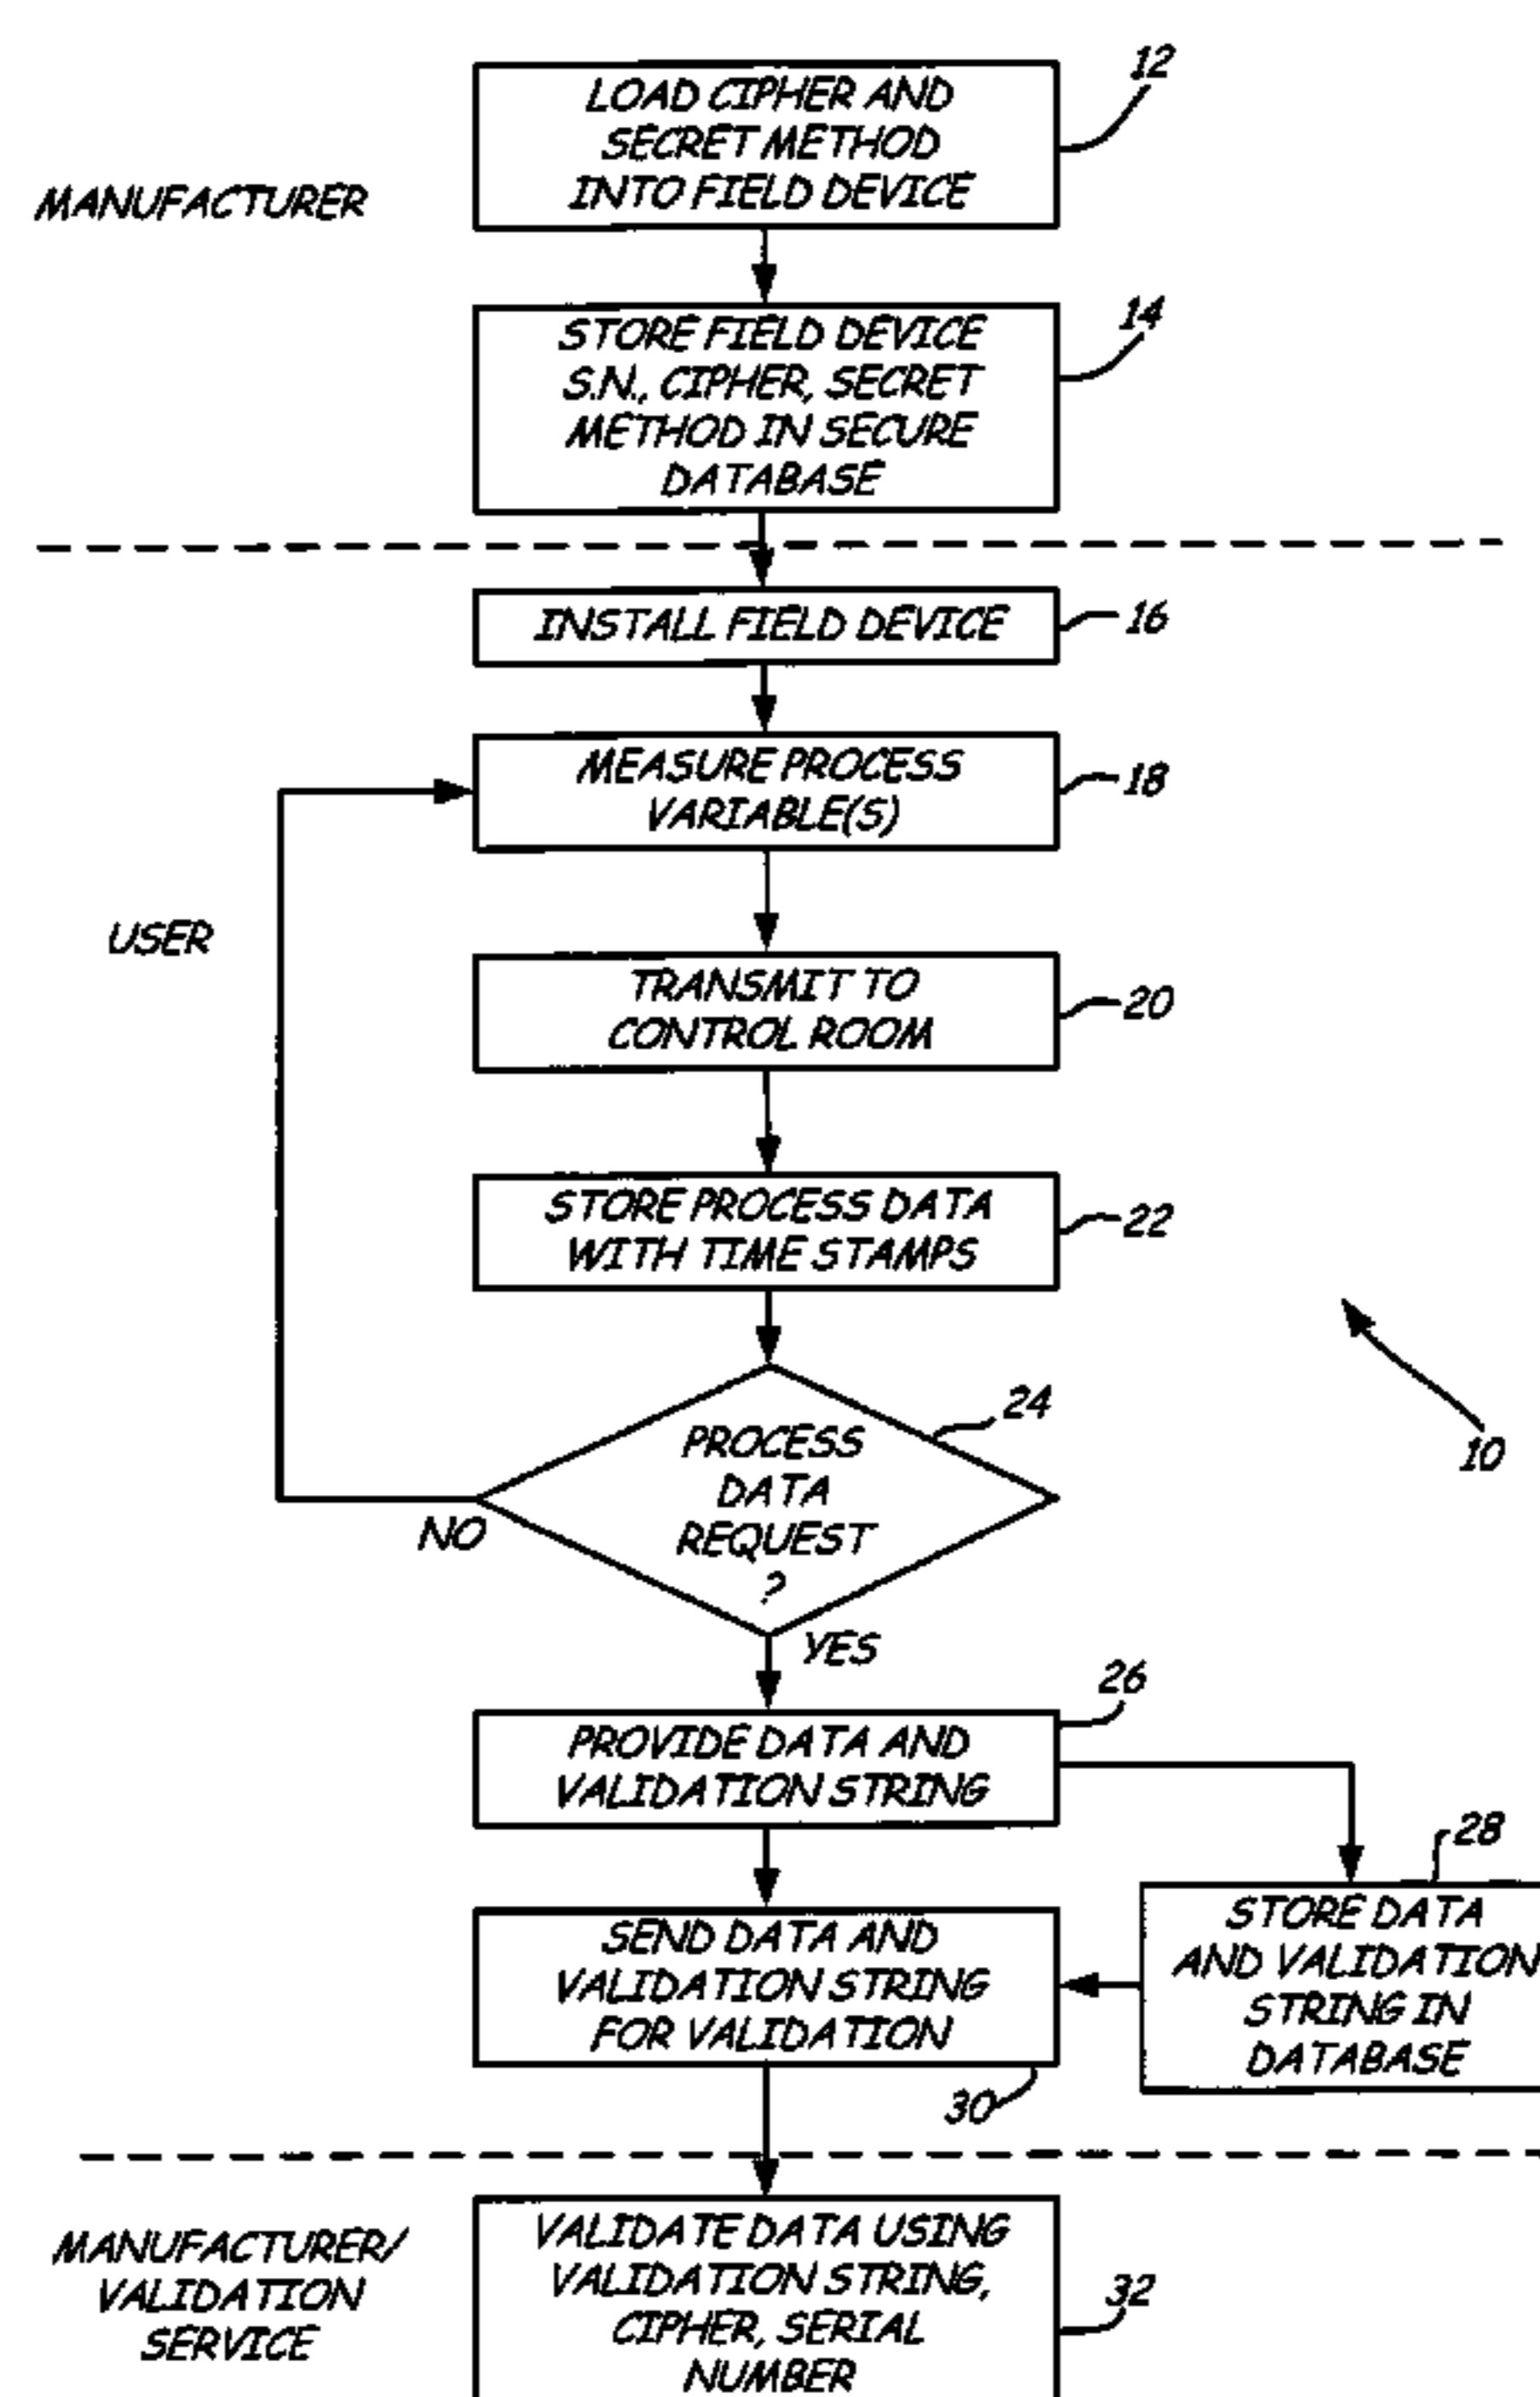 12
LOAD CIPHER AND
SECRET METHOD
INTO FIELD DEVICE
MANUFACTURER
14
STORE FIELD DEVICE
S.N., CIPHER, SECRET
METHOD IN SECURE
DATABASE
INSTALL FIELD DEVICE
16
MEASURE PROCESS
VARIABLE(S)
18
USER
TRANSMIT TO
CONTROL ROOM
20
STORE PROCESS DATA
WITH TIME STAMPS
22
24
PROCESS
DATA
REQUEST
?
10
NO
YES
26
PROVIDE DATA AND
VALIDATION STRING
28
STORE DATA
AND VALIDATION
STRING IN
DATABASE
SEND DATA AND
VALIDATION STRING
FOR VALIDATION
30
MANUFACTURER/
VALIDATION
SERVICE
VALIDATE DATA USING
VALIDATION STRING,
CIPHER, SERIAL
NUMBER
32